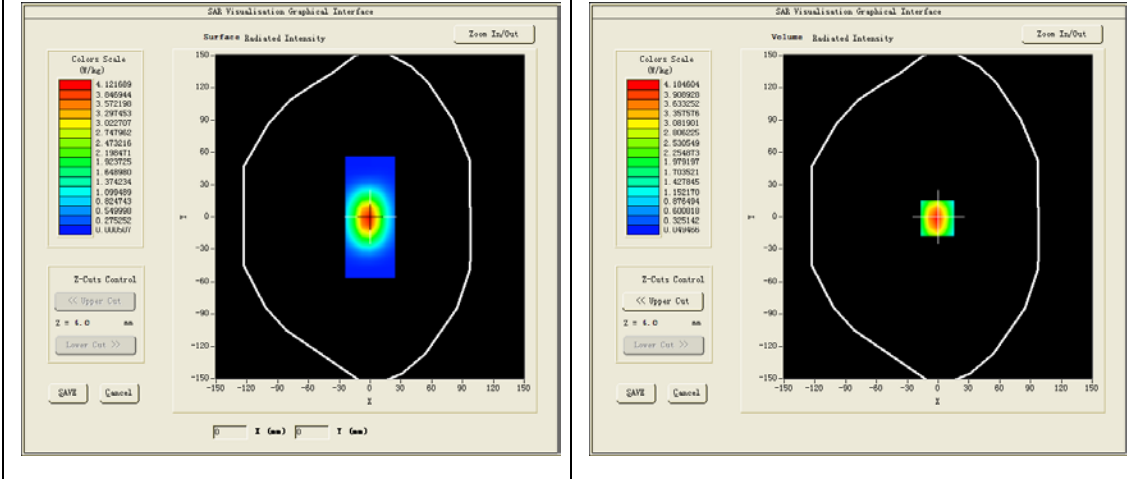 SAR Visualisation Graphical Interface
Surface Radiated Intensity
Zoom In/Out
Colors Scale
(W/kg)
4.121689
3.846944
3.572198
3.297453
3.022707
2.747962
2.473216
2.198471
1.923725
1.648980
1.374234
1.099489
0.824743
0.549998
0.275252
0.000507
Z-Cuts Control
<< Upper Cut
Z = 4.0 mm
Lower Cut >>
SAVE
Cancel
150
120
90
60
30
0
-30
-60
-90
-120
-150
Y
-150 -120 -90 -60 -30 0 30 60 90 120 150
X
0 X (mm) 0 Y (mm)
SAR Visualisation Graphical Interface
Volume Radiated Intensity
Zoom In/Out
Colors Scale
(W/kg)
4.184604
3.908928
3.633252
3.357576
3.081901
2.806225
2.530549
2.254873
1.979197
1.703521
1.427845
1.152170
0.876494
0.600818
0.325142
0.049466
Z-Cuts Control
<< Upper Cut
Z = 4.0 mm
Lower Cut >>
SAVE
Cancel
150
120
90
60
30
0
-30
-60
-90
-120
-150
Y
-150 -120 -90 -60 -30 0 30 60 90 120 150
X